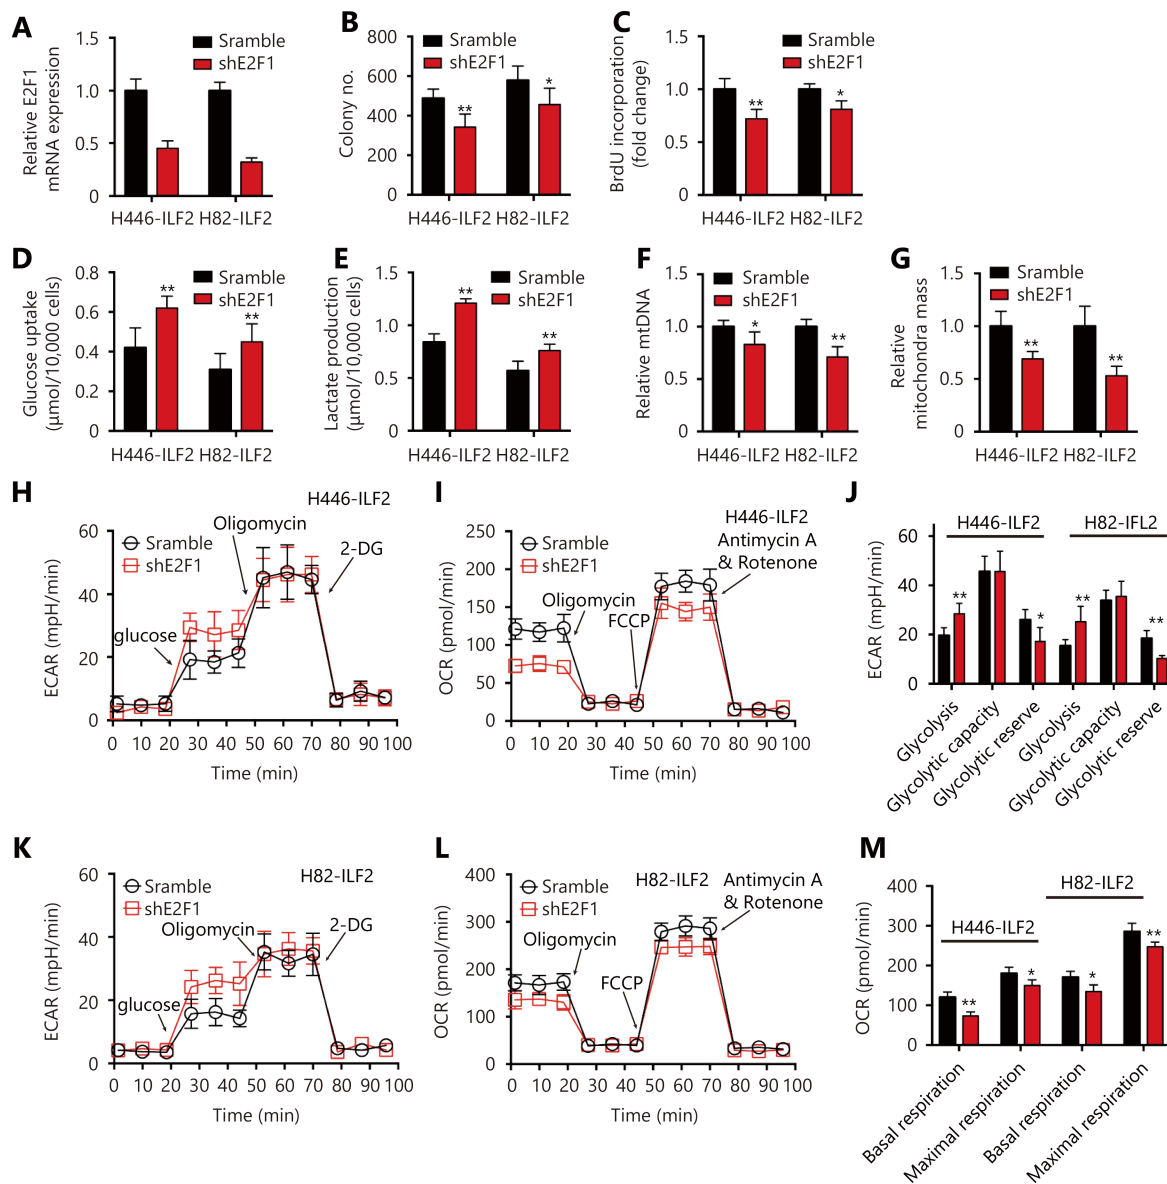 A
Relative E2F1
mRNA expression
1.5
1.0
0.5
0
Sramble
shE2F1
H446-ILF2 H82-ILF2
B
Colony no.
800
600
400
200
0
Sramble
shE2F1
**
*
H446-ILF2 H82-ILF2
C
BrdU incorporation
(fold change)
1.5
1.0
0.5
0
Sramble
shE2F1
**
*
H446-ILF2 H82-ILF2
D
Glucose uptake
(μmol/10,000 cells)
0.8
0.6
0.4
0.2
0
Sramble
shE2F1
**
**
H446-ILF2 H82-ILF2
E
Lactate production
(μmol/10,000 cells)
1.5
1.0
0.5
0
Sramble
shE2F1
**
**
H446-ILF2 H82-ILF2
F
Relative mtDNA
1.5
1.0
0.5
0
Sramble
shE2F1
*
**
H446-ILF2 H82-ILF2
G
Relative
mitochondra mass
1.5
1.0
0.5
0
Sramble
shE2F1
**
**
H446-ILF2 H82-ILF2
H
H446-ILF2
ECAR (mpH/min)
60
40
20
0
Sramble
shE2F1
glucose
Oligomycin
2-DG
0 10 20 30 40 50 60 70 80 90 100
Time (min)
I
H446-ILF2
Antimycin A
& Rotenone
OCR (pmol/min)
250
200
150
100
50
0
Sramble
shE2F1
Oligomycin
FCCP
0 10 20 30 40 50 60 70 80 90 100
Time (min)
J
H446-ILF2 H82-IFL2
ECAR (mpH/min)
60
40
20
0
**
*
**
**
Glycolysis
Glycolytic capacity
Glycolytic reserve
Glycolysis
Glycolytic capacity
Glycolytic reserve
K
H82-ILF2
ECAR (mpH/min)
60
40
20
0
Sramble
shE2F1
glucose
Oligomycin
2-DG
0 10 20 30 40 50 60 70 80 90 100
Time (min)
L
H82-ILF2
Antimycin A
& Rotenone
OCR (pmol/min)
400
300
200
100
0
Sramble
shE2F1
Oligomycin
FCCP
0 10 20 30 40 50 60 70 80 90 100
Time (min)
M
H82-ILF2
H446-ILF2
OCR (pmol/min)
400
300
200
100
0
**
*
*
**
Basal respiration
Maximal respiration
Basal respiration
Maximal respiration